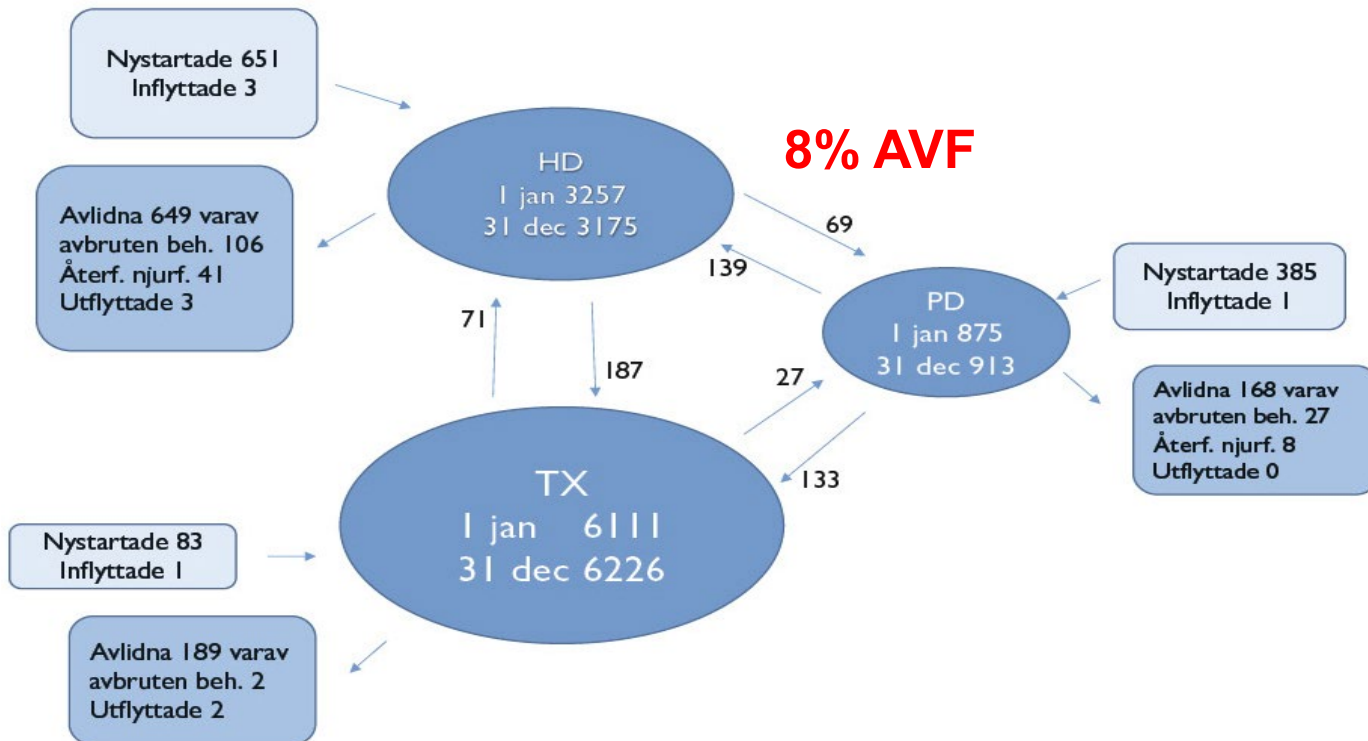 Nystartade 651
Inflyttade 3
8% AVF
HD
1 jan 3257
31 dec 3175
Avlidna 649 varav
avbruten beh. 106
Återf. njurf. 41
Utflyttade 3
69
139
Nystartade 385
Inflyttade 1
PD
1 jan 875
31 dec 913
71
187
27
Avlidna 168 varav
avbruten beh. 27
Återf. njurf. 8
Utflyttade 0
133
TX
1 jan 6111
31 dec 6226
Nystartade 83
Inflyttade 1
Avlidna 189 varav
avbruten beh. 2
Utflyttade 2